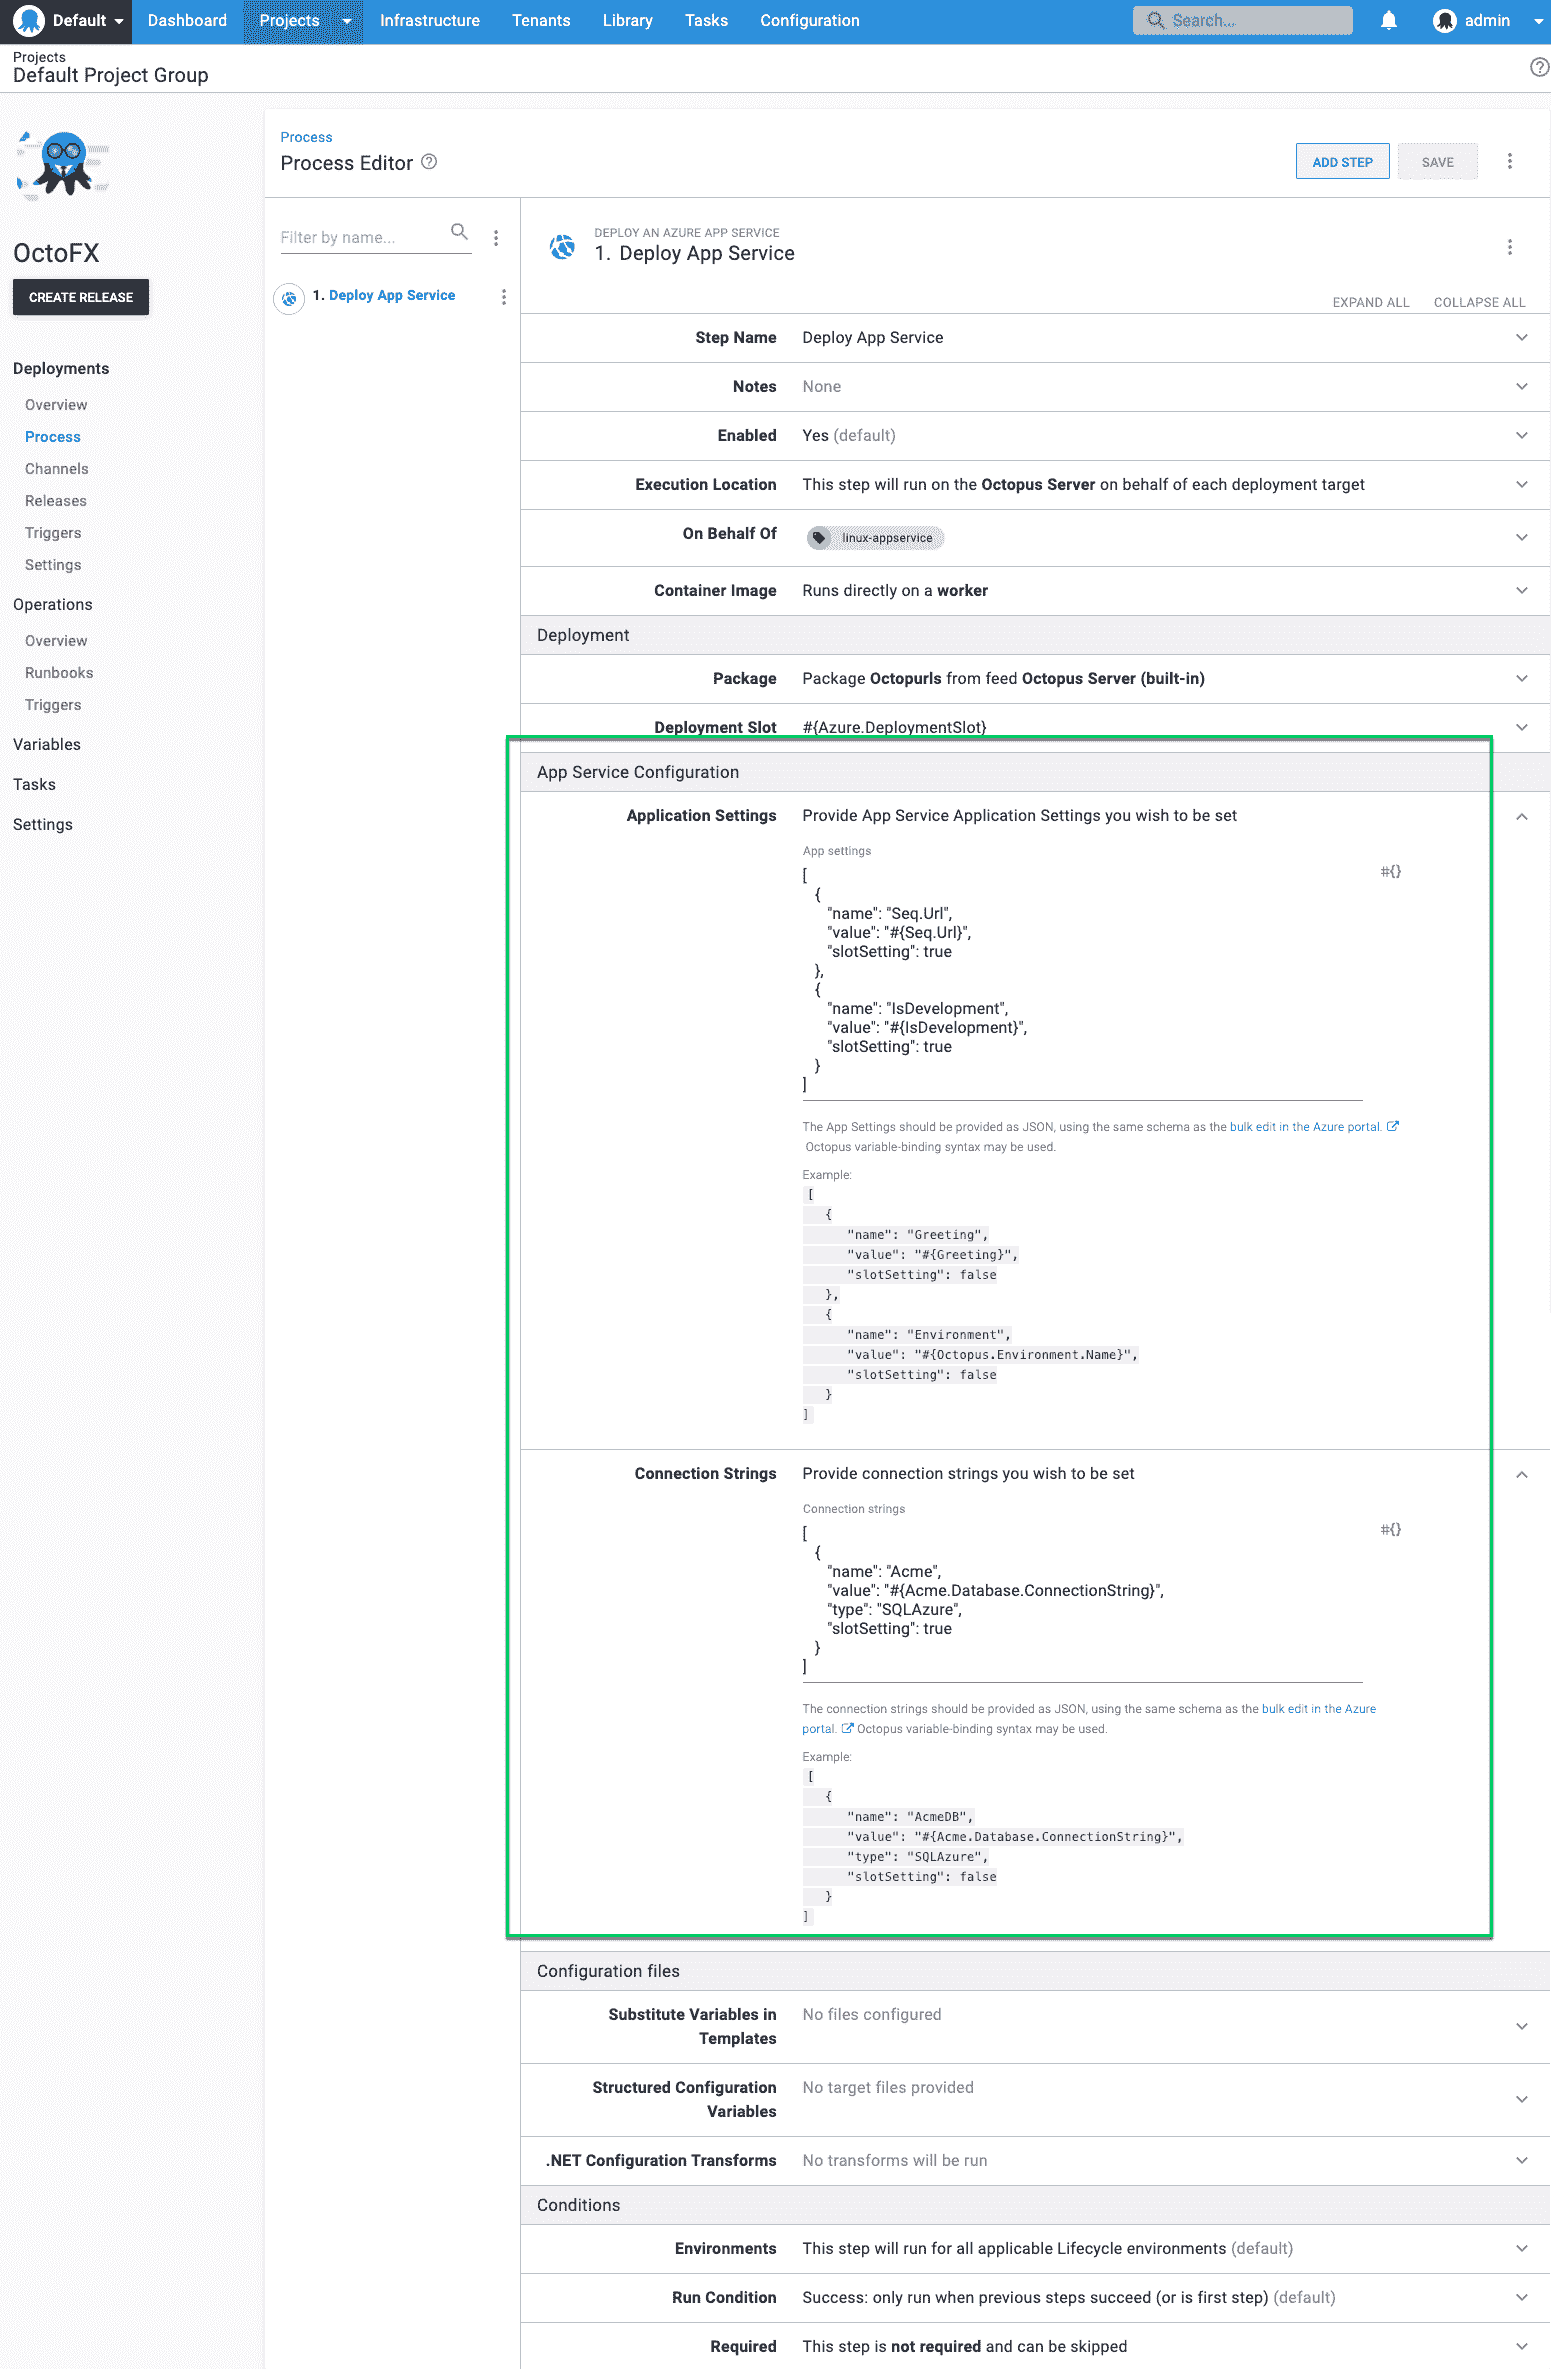 Default Dashboard Projects Infrastructure Tenants Library Tasks Configuration Search... admin
Projects
Default Project Group
OctoFX
CREATE RELEASE
Deployments
Overview
Process
Channels
Releases
Triggers
Settings
Operations
Overview
Runbooks
Triggers
Variables
Tasks
Settings
Process
Process Editor
ADD STEP SAVE
Filter by name...
1. Deploy App Service
DEPLOY AN AZURE APP SERVICE
1. Deploy App Service
EXPAND ALL COLLAPSE ALL
Step Name Deploy App Service
Notes None
Enabled Yes (default)
Execution Location This step will run on the Octopus Server on behalf of each deployment target
On Behalf Of linux-appservice
Container Image Runs directly on a worker
Deployment
Package Package Octopurls from feed Octopus Server (built-in)
Deployment Slot #{Azure.DeploymentSlot}
App Service Configuration
Application Settings Provide App Service Application Settings you wish to be set
App settings
[ #{}
{
"name": "Seq.Url",
"value": "#{Seq.Url}",
"slotSetting": true
},
{
"name": "IsDevelopment",
"value": "#{IsDevelopment}",
"slotSetting": true
}
]
The App Settings should be provided as JSON, using the same schema as the bulk edit in the Azure portal.
Octopus variable-binding syntax may be used.
Example:
[
{
"name": "Greeting",
"value": "#{Greeting}",
"slotSetting": false
},
{
"name": "Environment",
"value": "#{Octopus.Environment.Name}",
"slotSetting": false
}
]
Connection Strings Provide connection strings you wish to be set
Connection strings
[ #{}
{
"name": "Acme",
"value": "#{Acme.Database.ConnectionString}",
"type": "SQLAzure",
"slotSetting": true
}
]
The connection strings should be provided as JSON, using the same schema as the bulk edit in the Azure
portal. Octopus variable-binding syntax may be used.
Example:
[
{
"name": "AcmeDB",
"value": "#{Acme.Database.ConnectionString}",
"type": "SQLAzure",
"slotSetting": false
}
]
Configuration files
Substitute Variables in No files configured
Templates
Structured Configuration No target files provided
Variables
.NET Configuration Transforms No transforms will be run
Conditions
Environments This step will run for all applicable Lifecycle environments (default)
Run Condition Success: only run when previous steps succeed (or is first step) (default)
Required This step is not required and can be skipped